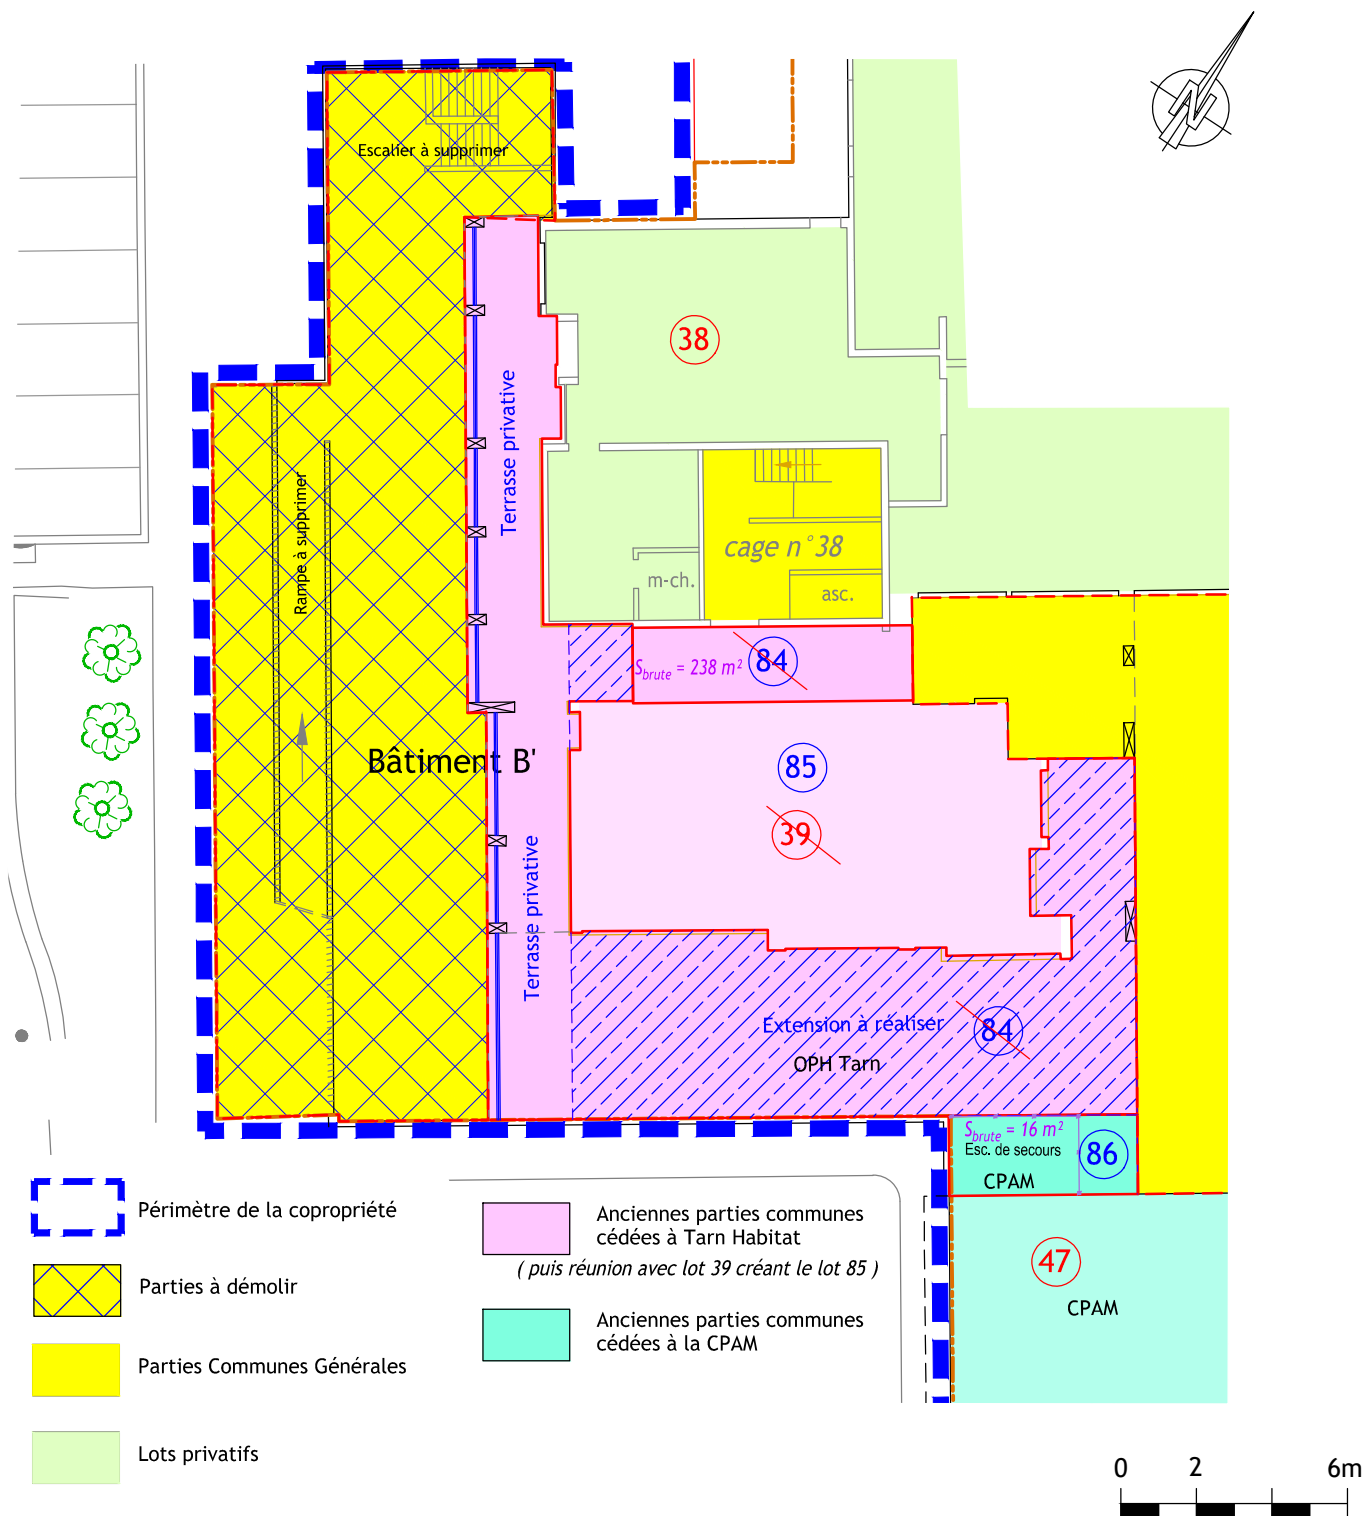 N
Escalier à supprimer
38
Terrasse privative
Rampe à supprimer
cage n°38
m-ch.
asc.
Sbrute = 238 m²
84
Bâtiment B'
85
39
Terrasse privative
Extension à réaliser
84
OPH Tarn
Sbrute = 16 m²
Esc. de secours
86
CPAM
47
CPAM
Périmètre de la copropriété
Parties à démolir
Parties Communes Générales
Lots privatifs
Anciennes parties communes
cédées à Tarn Habitat
( puis réunion avec lot 39 créant le lot 85 )
Anciennes parties communes
cédées à la CPAM
0 2 6m